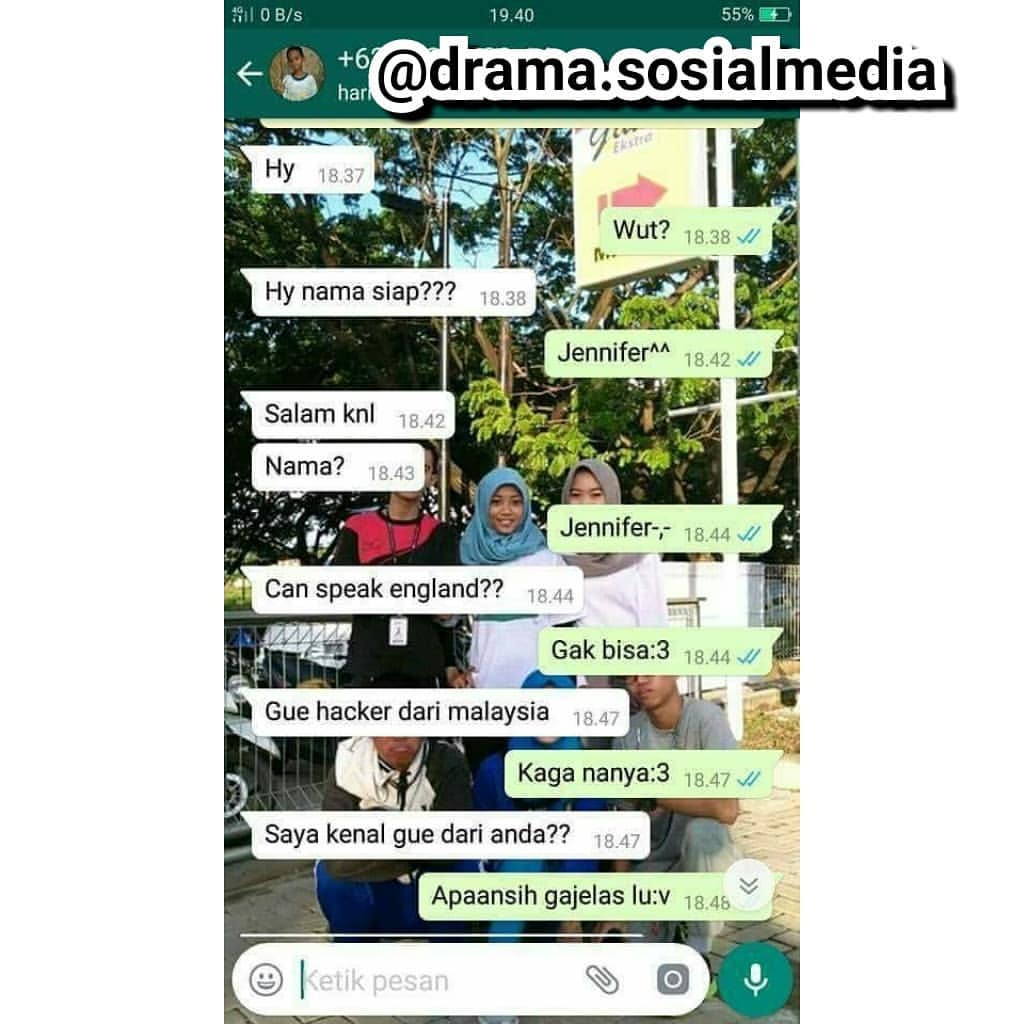 4G 0 B/s 19.40 55%
@drama.sosialmedia
Ekstra
Hy 18.37
Wut? 18.38
Hy nama siap??? 18.38
Jennifer^^ 18.42
Salam knl 18.42
Nama? 18.43
Jennifer-,- 18.44
Can speak england?? 18.44
Gak bisa:3 18.44
Gue hacker dari malaysia 18.47
Kaga nanya:3 18.47
Saya kenal gue dari anda?? 18.47
Apaansih gajelas lu:v 18.48
Ketik pesan